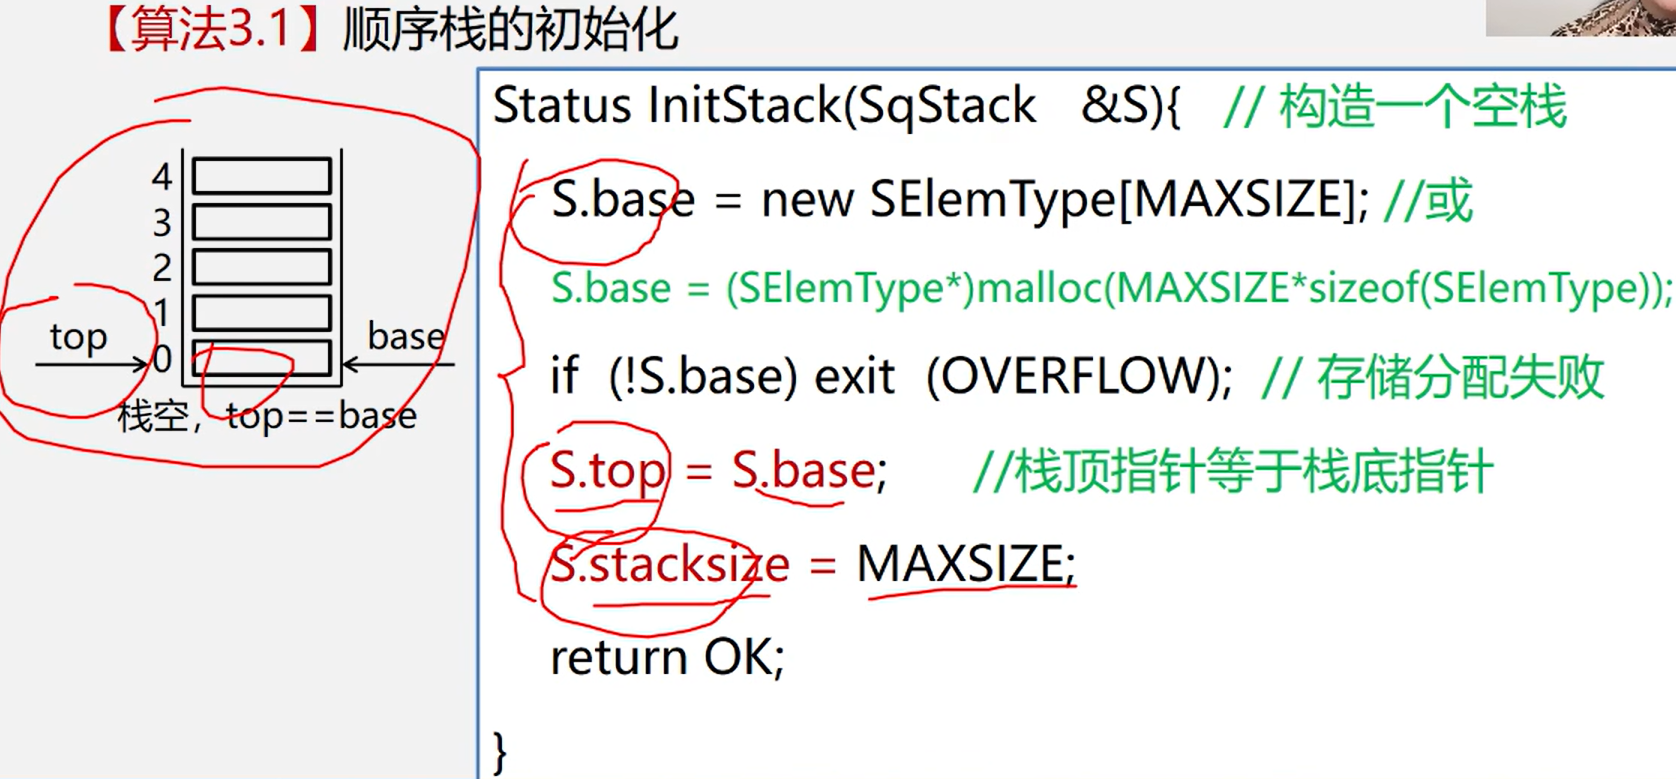 【算法3.1】顺序栈的初始化
Status InitStack(SqStack &S){ // 构造一个空栈
S.base = new SElemType[MAXSIZE]; //或
S.base = (SElemType*)malloc(MAXSIZE*sizeof(SElemType));
if (!S.base) exit (OVERFLOW); // 存储分配失败
S.top = S.base; //栈顶指针等于栈底指针
S.stacksize = MAXSIZE;
return OK;
}
4
3
2
1
top 0 base
栈空，top==base